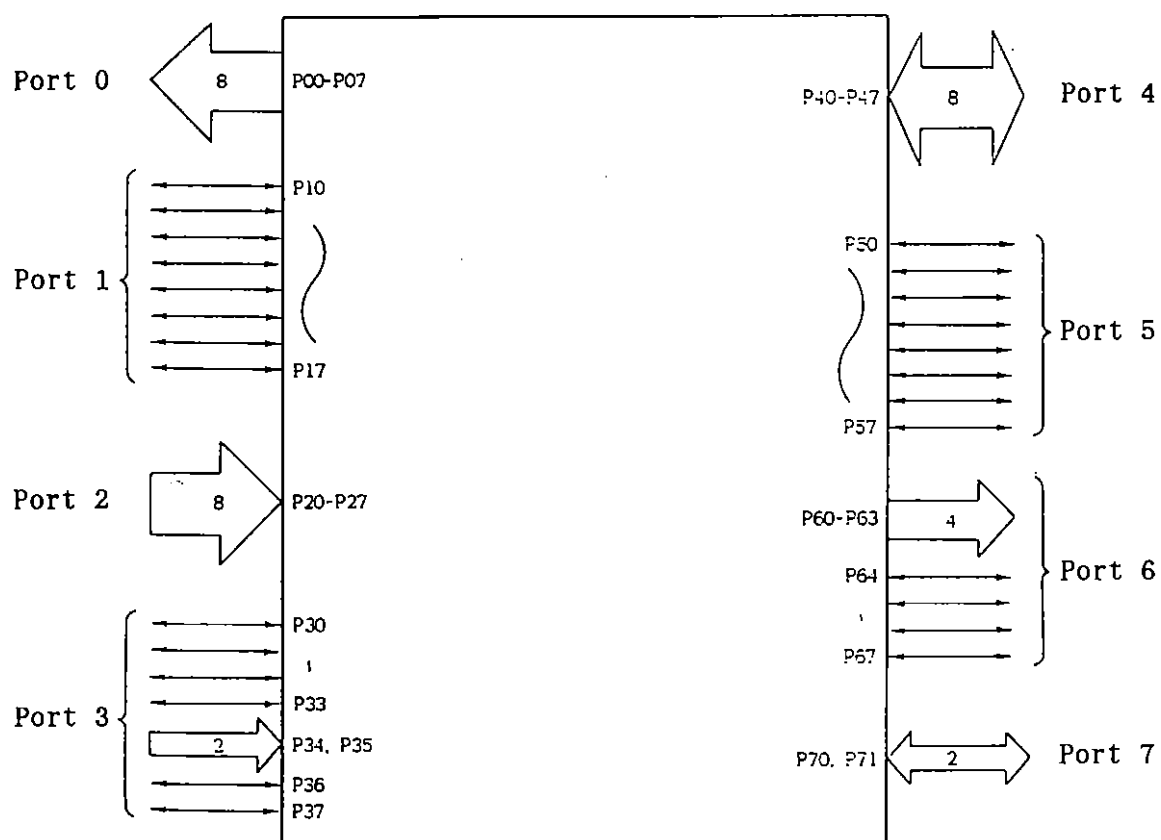 Port 0
8
P00-P07
P10
Port 1
P17
Port 2
8
P20-P27
P30
P33
Port 3
2
P34, P35
P36
P37
P40-P47
8
Port 4
P50
Port 5
P57
P60-P63
4
P64
Port 6
P67
P70, P71
2
Port 7